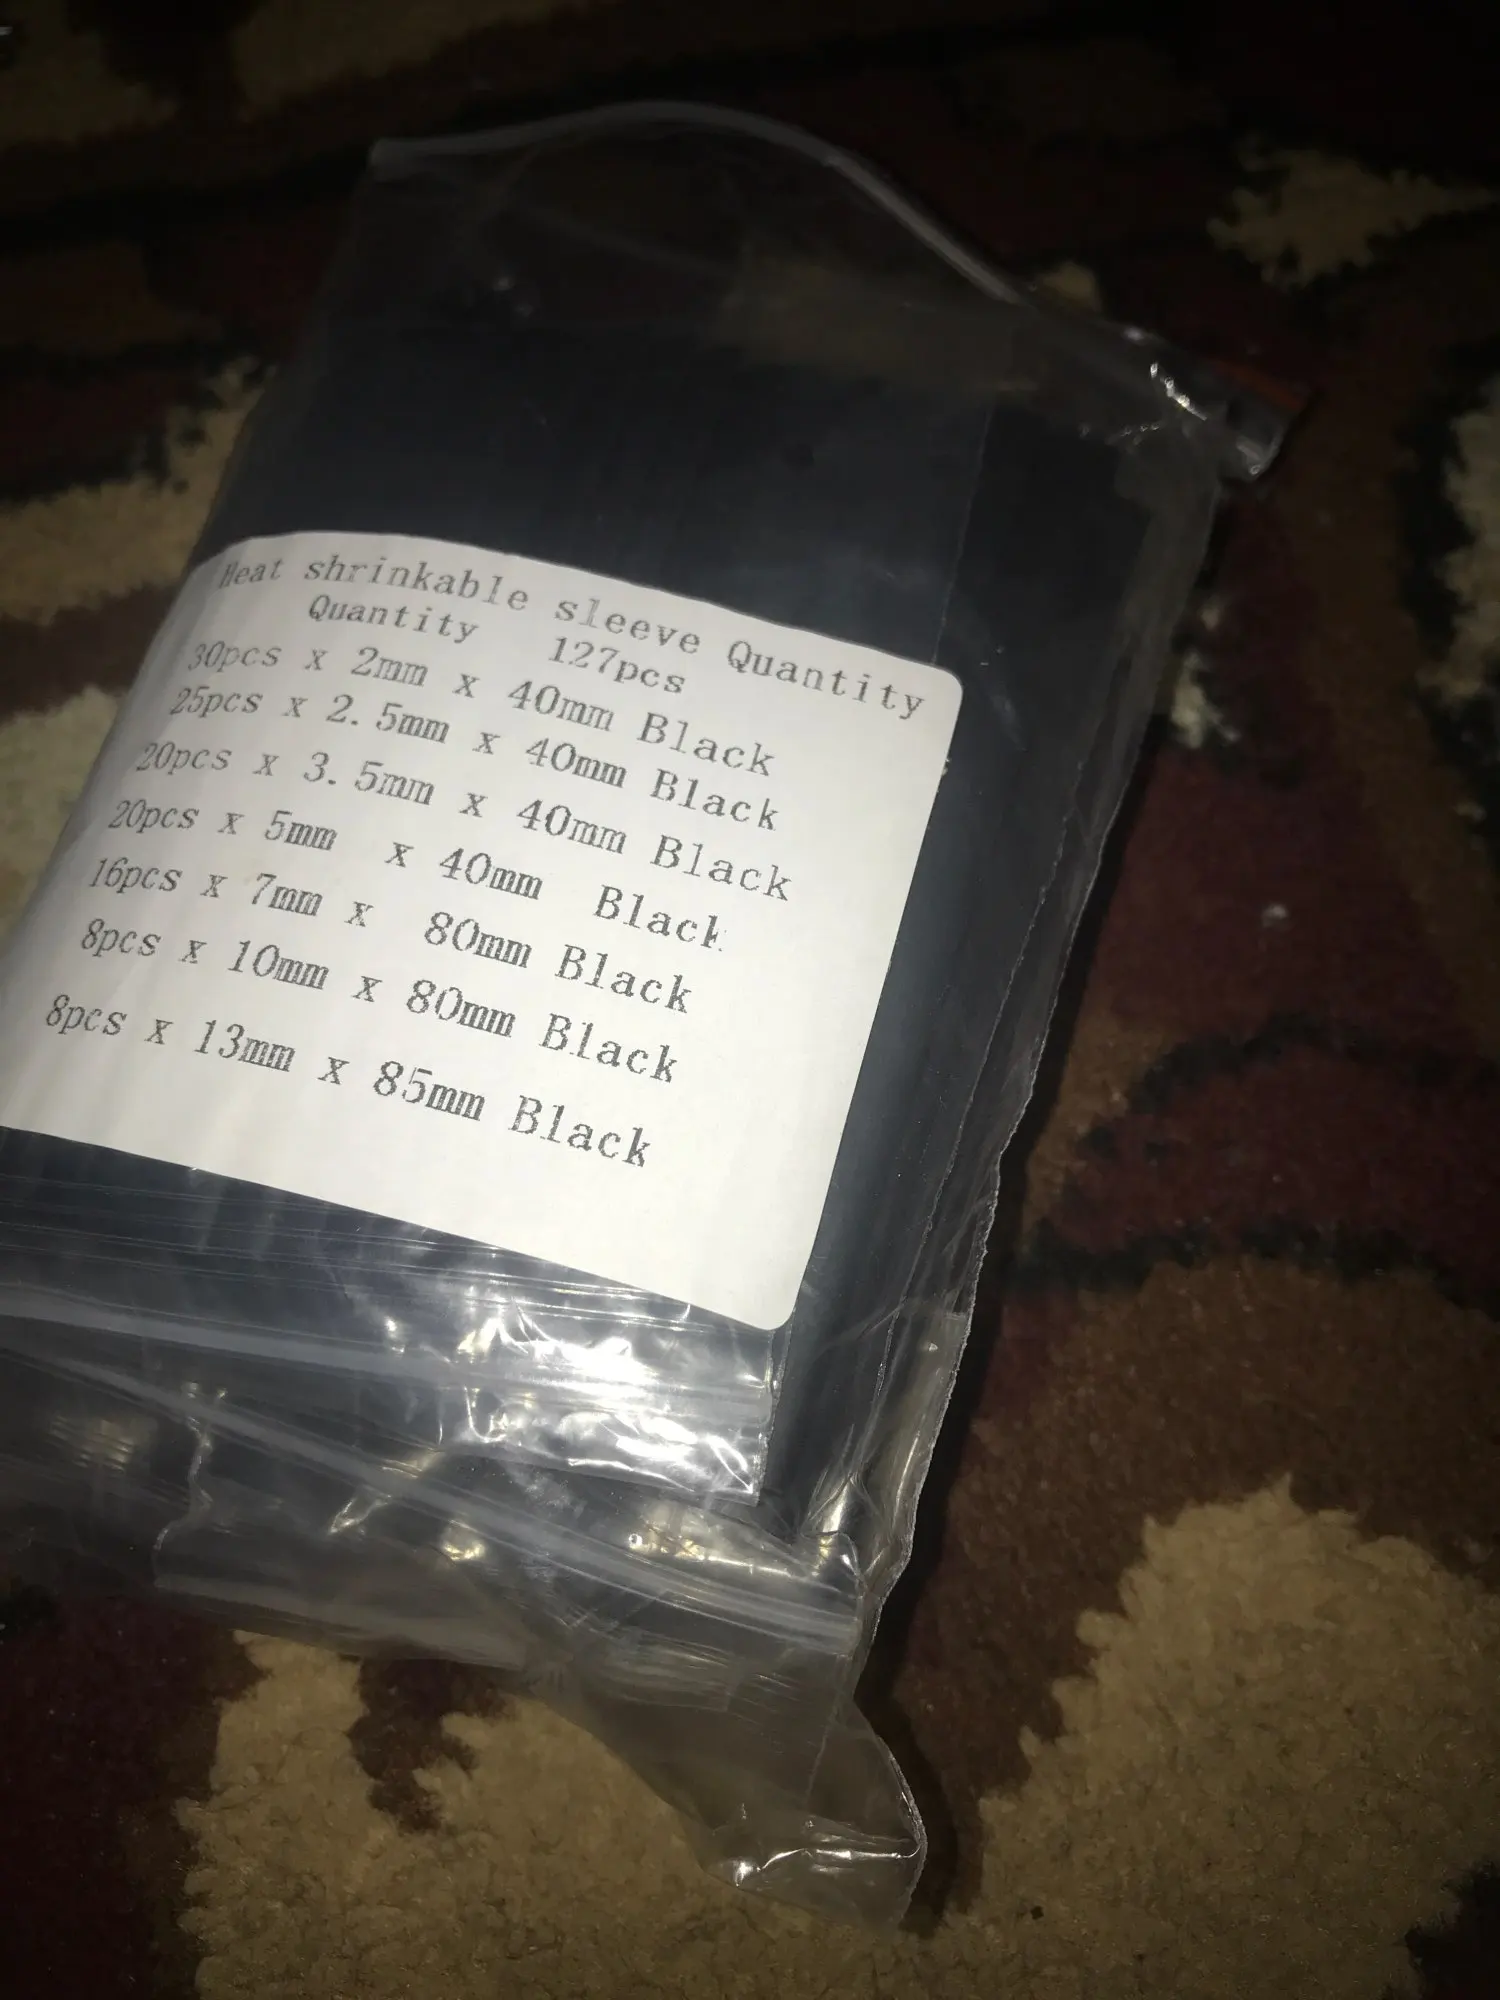 Heat shrinkable sleeve Quantity
Quantity 127pcs
30pcs x 2mm x 40mm Black
25pcs x 2.5mm x 40mm Black
20pcs x 3.5mm x 40mm Black
20pcs x 5mm x 40mm Black
16pcs x 7mm x 80mm Black
8pcs x 10mm x 80mm Black
8pcs x 13mm x 85mm Black